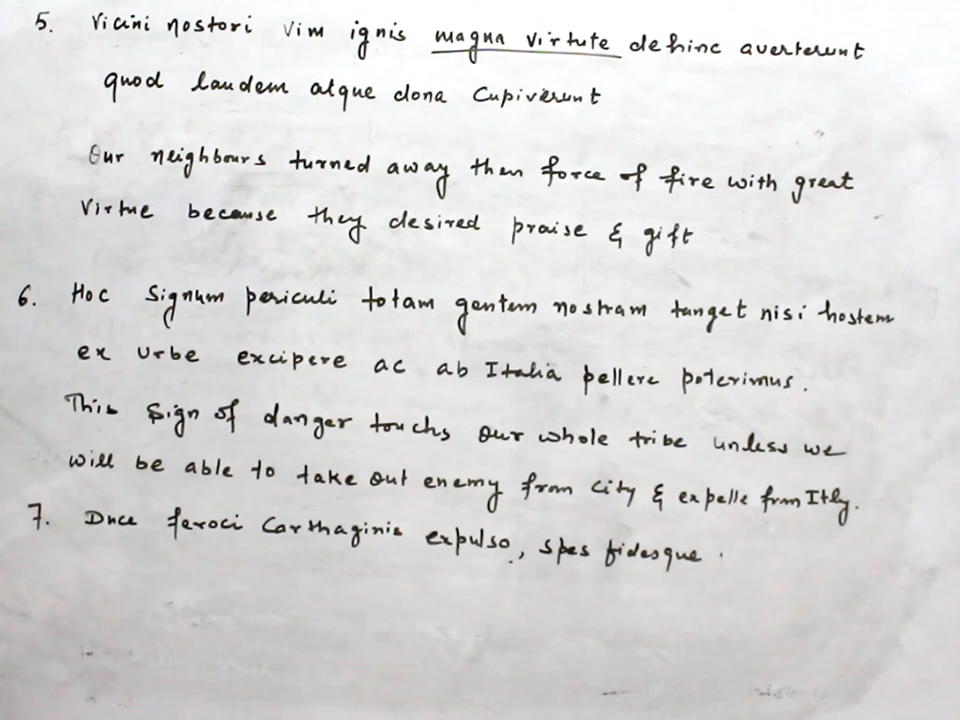 5. Vicini nostori vim ignis magna virtute dehinc averterunt
quod laudem atque dona cupiverunt
Our neighbours turned away then force of fire with great
virtue because they desired praise & gift
6. Hoc signum periculi totam gentem nostram tanget nisi hostem
ex urbe excipere ac ab Italia pellere poterimus.
This sign of danger touchs our whole tribe unless we
will be able to take out enemy from city & expelle from Itly.
7. Duce feroci Carthaginis expulso, spes fidesque.